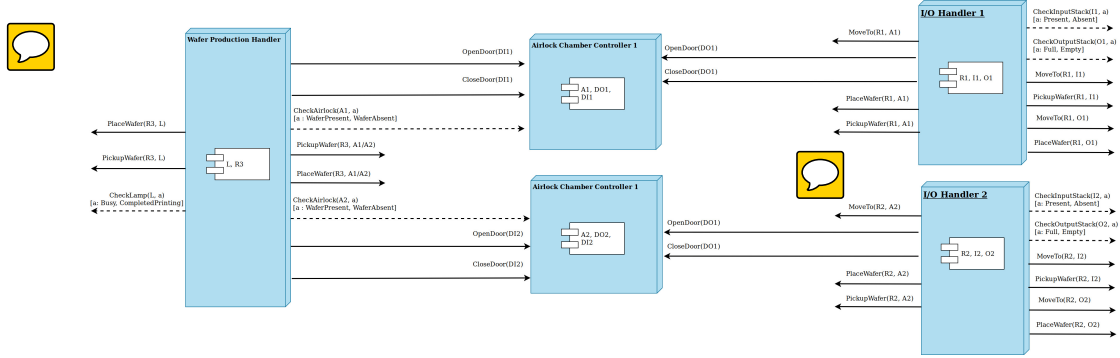 Wafer Production Handler
L, R3
PlaceWafer(R3, L)
PickupWafer(R3, L)
CheckLamp(L, a)
[a: Busy, CompletedPrinting]
OpenDoor(DI1)
CloseDoor(DI1)
CheckAirlock(A1, a)
[a : WaferPresent, WaferAbsent]
PickupWafer(R3, A1/A2)
PlaceWafer(R3, A1/A2)
CheckAirlock(A2, a)
[a : WaferPresent, WaferAbsent]
OpenDoor(DI2)
CloseDoor(DI2)
Airlock Chamber Controller 1
A1, DO1,
DI1
Airlock Chamber Controller 1
A2, DO2,
DI2
OpenDoor(DO1)
CloseDoor(DO1)
MoveTo(R1, A1)
PlaceWafer(R1, A1)
PickupWafer(R1, A1)
I/O Handler 1
R1, I1, O1
CheckInputStack(I1, a)
[a: Present, Absent]
CheckOutputStack(O1, a)
[a: Full, Empty]
MoveTo(R1, I1)
PickupWafer(R1, I1)
MoveTo(R1, O1)
PlaceWafer(R1, O1)
MoveTo(R2, A2)
OpenDoor(DO1)
CloseDoor(DO1)
PlaceWafer(R2, A2)
PickupWafer(R2, A2)
I/O Handler 2
R2, I2, O2
CheckInputStack(I2, a)
[a: Present, Absent]
CheckOutputStack(O2, a)
[a: Full, Empty]
MoveTo(R2, I2)
PickupWafer(R2, I2)
MoveTo(R2, O2)
PlaceWafer(R2, O2)